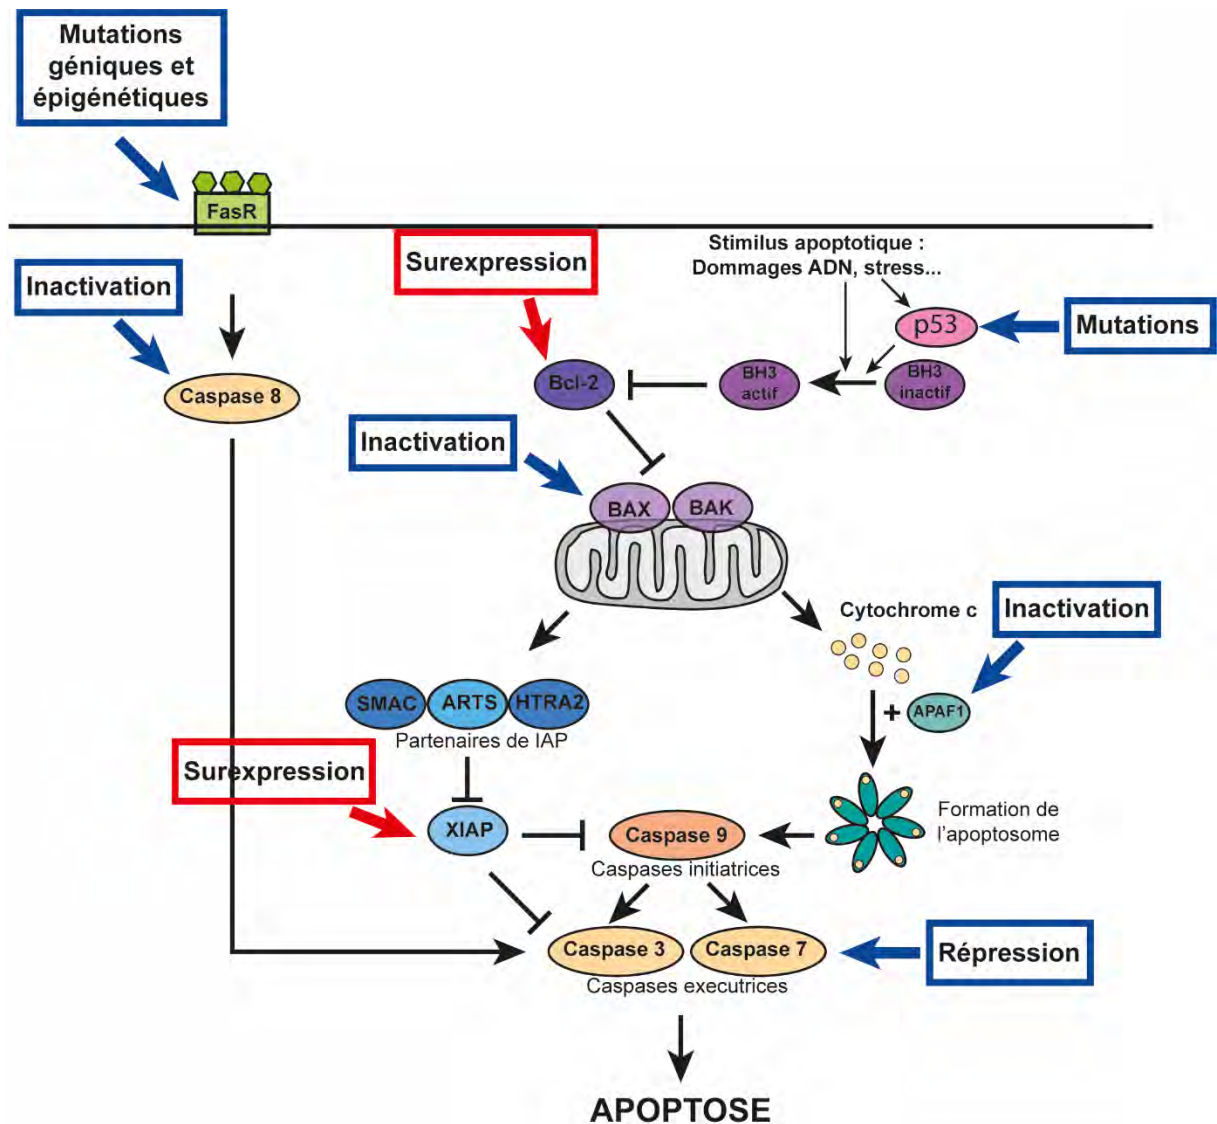 Mutations
géniques et
épigénétiques
FasR
Surexpression
Stimulus apoptotique :
Dommages ADN, stress...
Inactivation
p53
Mutations
Caspase 8
Bcl-2
BH3
actif
BH3
inactif
Inactivation
BAX
BAK
Cytochrome c
Inactivation
+
APAF1
SMAC
ARTS
HTRA2
Partenaires de IAP
Surexpression
XIAP
Caspase 9
Caspases initiatrices
Formation de
l'apoptosome
Caspase 3
Caspase 7
Caspases executrices
Répression
APOPTOSE